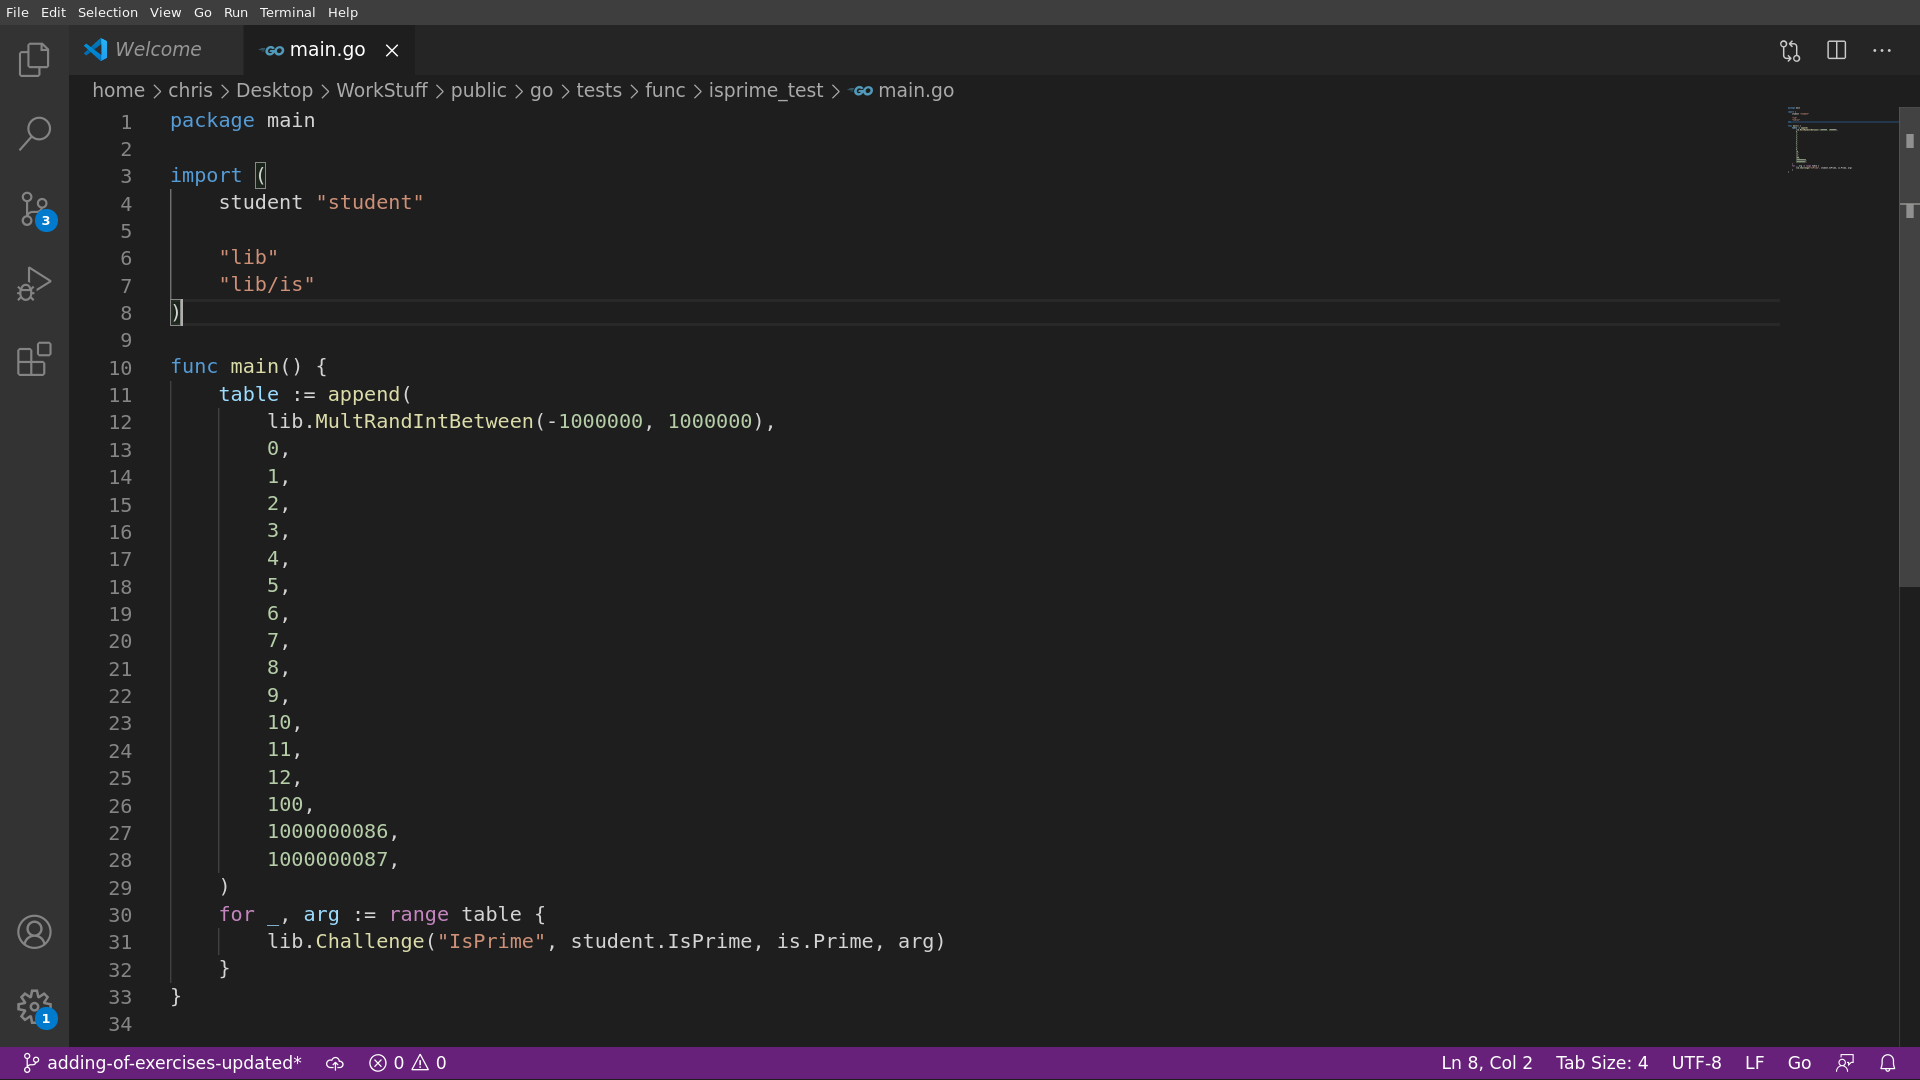 File Edit Selection View Go Run Terminal Help
Welcome GO main.go
home > chris > Desktop > WorkStuff > public > go > tests > func > isprime_test > GO main.go
1 package main
2
3 import (
4     student "student"
5
6     "lib"
7     "lib/is"
8 )
9
10 func main() {
11     table := append(
12         lib.MultRandIntBetween(-1000000, 1000000),
13         0,
14         1,
15         2,
16         3,
17         4,
18         5,
19         6,
20         7,
21         8,
22         9,
23         10,
24         11,
25         12,
26         100,
27         1000000086,
28         1000000087,
29     )
30     for _, arg := range table {
31         lib.Challenge("IsPrime", student.IsPrime, is.Prime, arg)
32     }
33 }
34
3
1
adding-of-exercises-updated* 0 0 Ln 8, Col 2 Tab Size: 4 UTF-8 LF Go